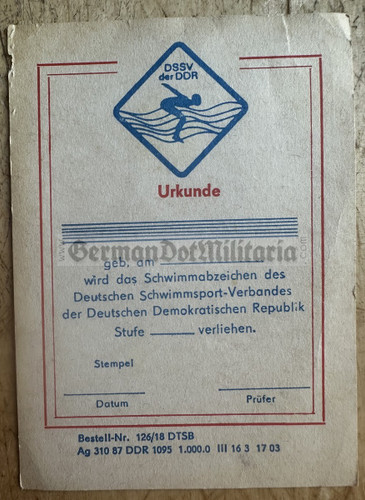 DSSV
der DDR
Urkunde
www.GermanDotMilitaria.com
geb. am
wird das Schwimmabzeichen des
Deutschen Schwimmsport-Verbandes
der Deutschen Demokratischen Republik
Stufe verliehen.
Stempel
Datum Prüfer
Bestell-Nr. 126/18 DTSB
Ag 310 87 DDR 1095 1.000.0 III 16 3 17 03